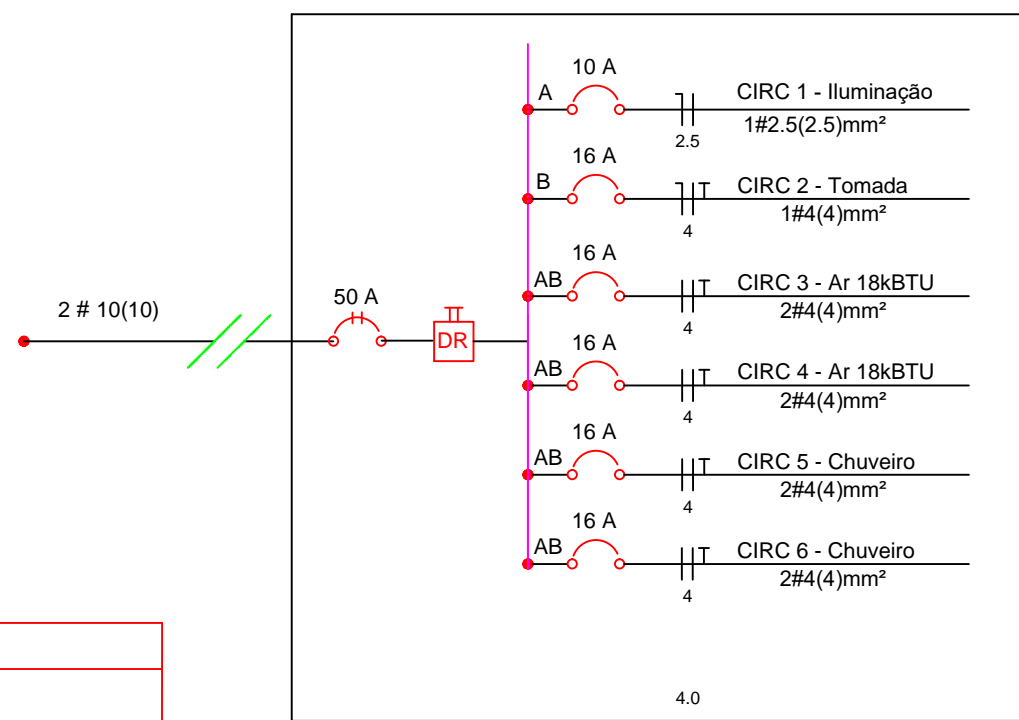 10 A
A
CIRC 1 - Iluminação
1#2.5(2.5)mm²
2.5
16 A
B
T
CIRC 2 - Tomada
1#4(4)mm²
4
16 A
AB
T
CIRC 3 - Ar 18kBTU
2#4(4)mm²
4
2 # 10(10)
50 A
DR
16 A
AB
T
CIRC 4 - Ar 18kBTU
2#4(4)mm²
4
16 A
AB
T
CIRC 5 - Chuveiro
2#4(4)mm²
4
16 A
AB
T
CIRC 6 - Chuveiro
2#4(4)mm²
4
4.0